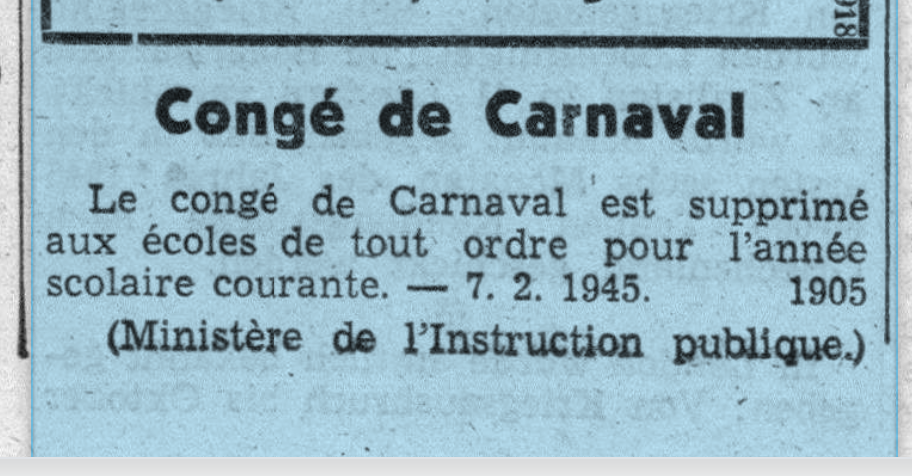 918
Congé de Carnaval
Le congé de Carnaval est supprimé
aux écoles de tout ordre pour l'année
scolaire courante. — 7. 2. 1945. 1905
(Ministère de l'Instruction publique.)